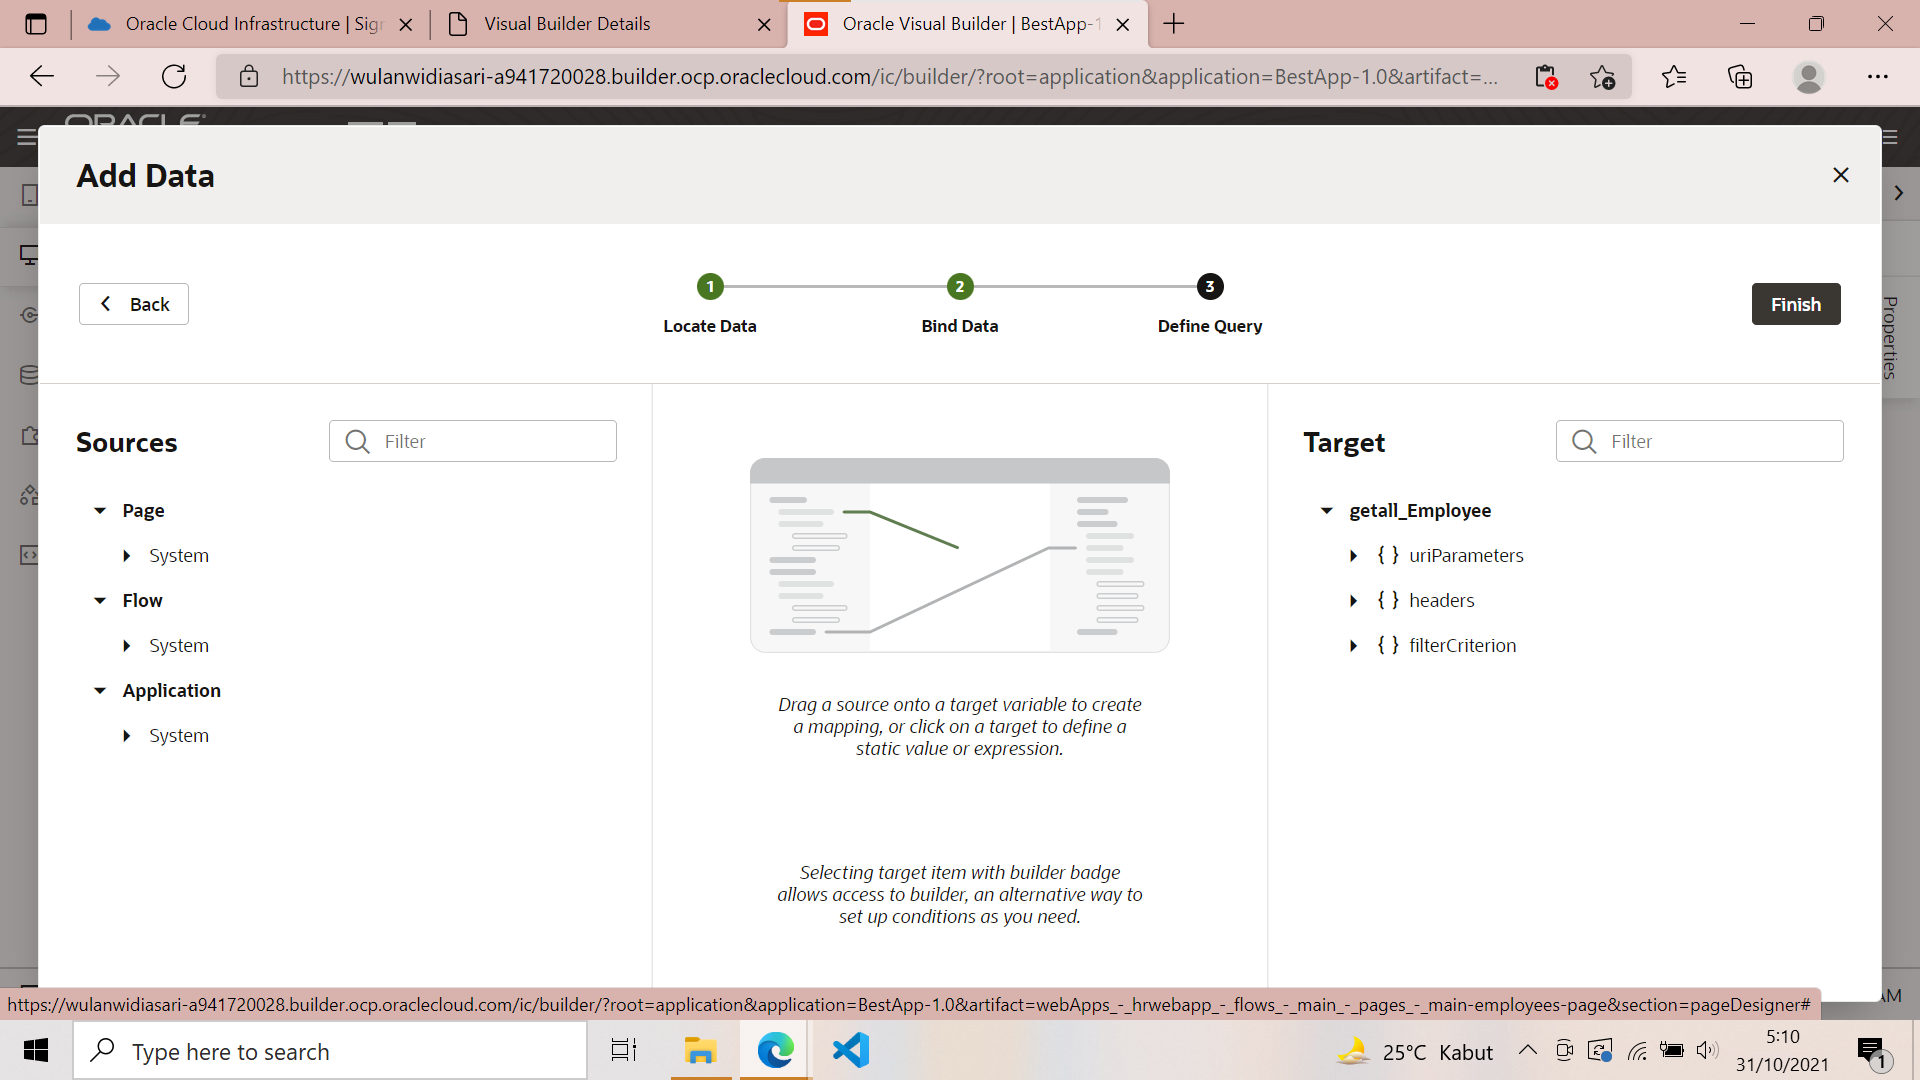 Oracle Cloud Infrastructure | Sign
Visual Builder Details
Oracle Visual Builder | BestApp-1
https://wulanwidiasari-a941720028.builder.ocp.oraclecloud.com/ic/builder/?root=application&application=BestApp-1.0&artifact=...
ORACLE
Add Data
Back
1
2
3
Locate Data
Bind Data
Define Query
Finish
Properties
Sources
Filter
Page
System
Flow
System
Application
System
Drag a source onto a target variable to create
a mapping, or click on a target to define a
static value or expression.
Selecting target item with builder badge
allows access to builder, an alternative way to
set up conditions as you need.
Target
Filter
getall_Employee
{ } uriParameters
{ } headers
{ } filterCriterion
https://wulanwidiasari-a941720028.builder.ocp.oraclecloud.com/ic/builder/?root=application&application=BestApp-1.0&artifact=webApps_-_hrwebapp_-_flows_-_main_-_pages_-_main-employees-page&section=pageDesigner#
AM
Type here to search
25°C Kabut
5:10
31/10/2021
1